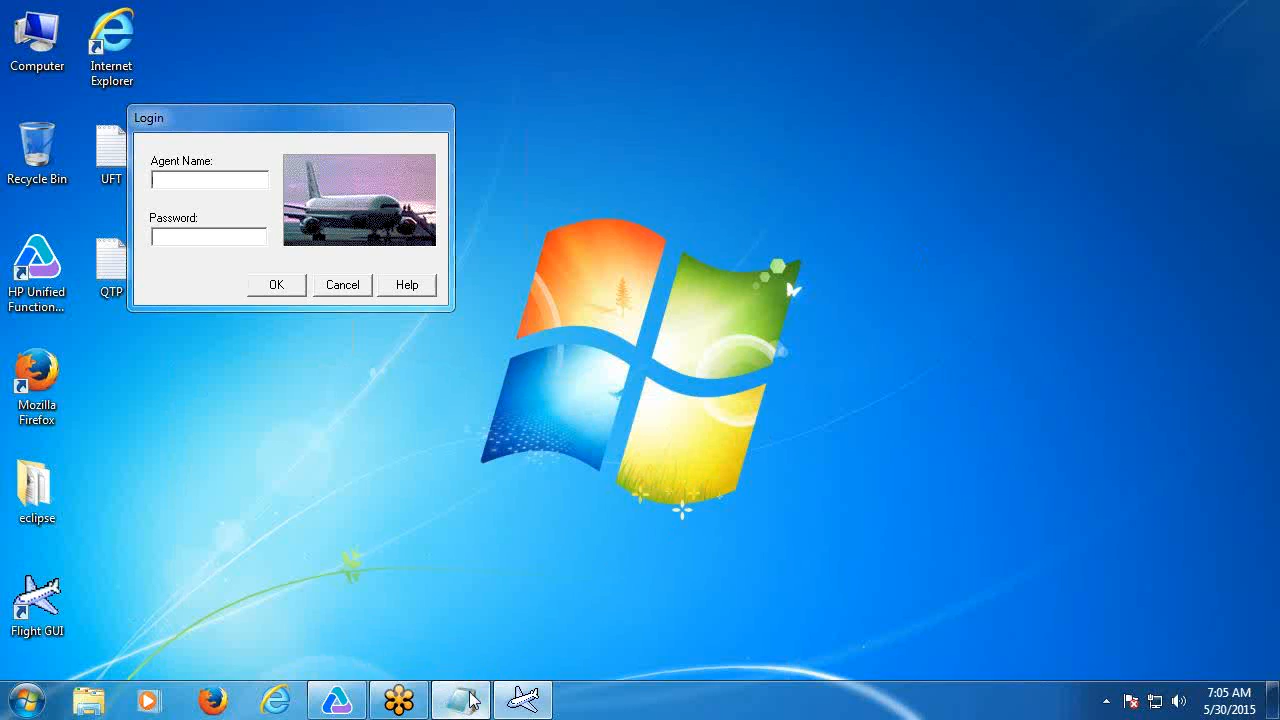 Computer
Internet
Explorer
Login
Agent Name:
Password:
OK
Cancel
Help
Recycle Bin
UFT
HP Unified
Function...
QTP
Mozilla
Firefox
eclipse
Flight GUI
7:05 AM
5/30/2015